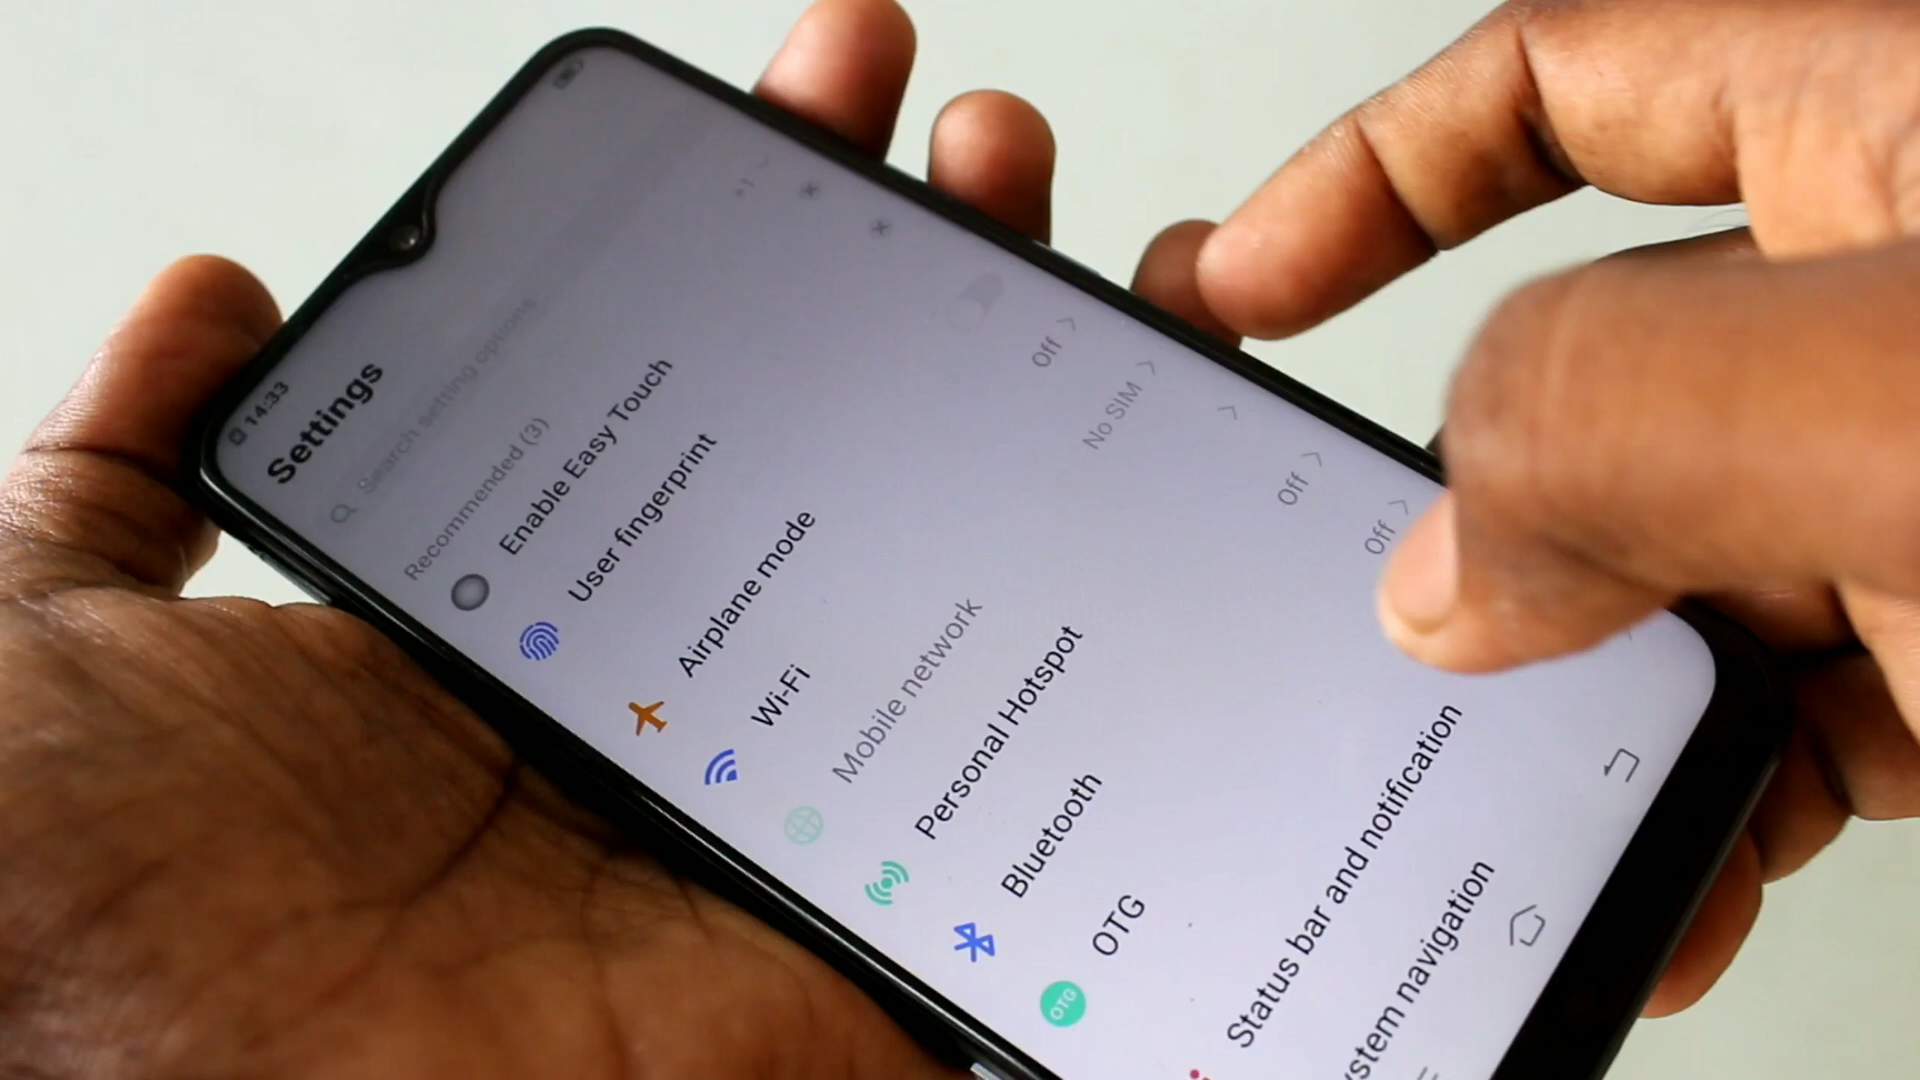 14:33
Settings
Search setting options
Recommended (3)
Enable Easy Touch
User fingerprint
Airplane mode
Wi-Fi Off
Mobile network No SIM
Personal Hotspot
Bluetooth Off
OTG Off
OTG
Status bar and notification
navigation